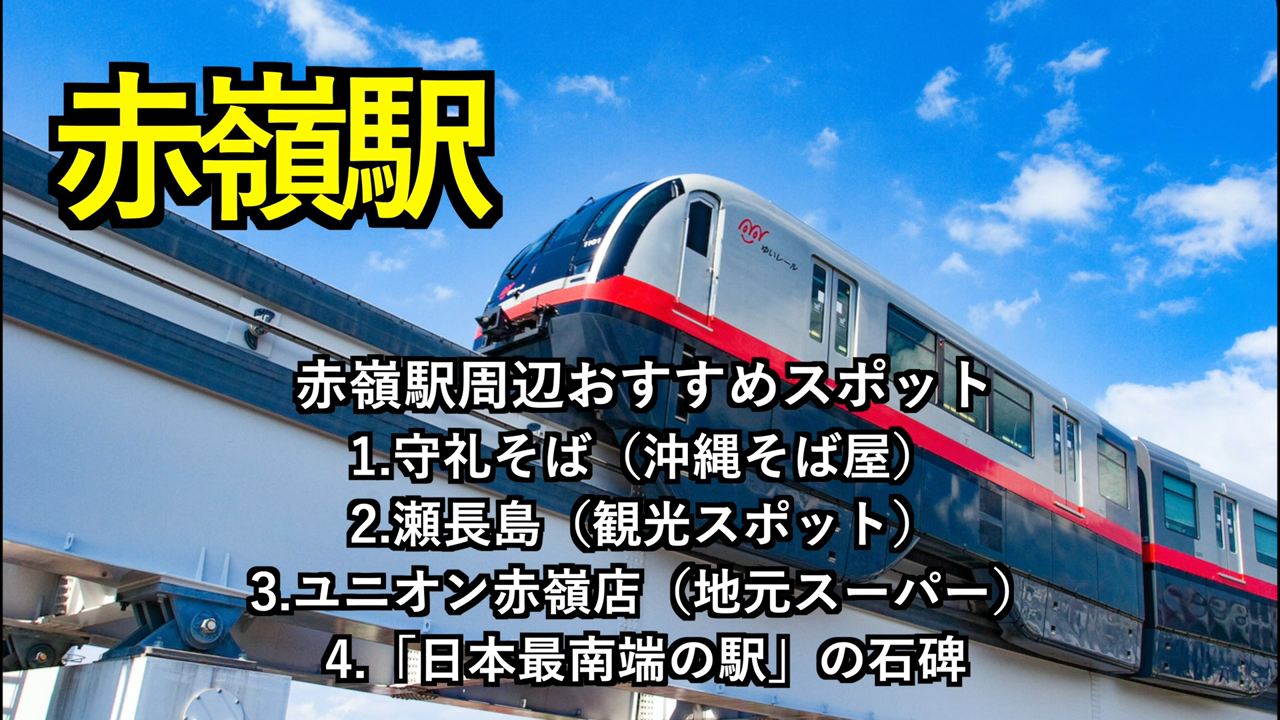 赤嶺駅
1101
ゆいレール
赤嶺駅周辺おすすめスポット
1.守礼そば（沖縄そば屋）
2.瀬長島（観光スポット）
3.ユニオン赤嶺店（地元スーパー）
4.「日本最南端の駅」の石碑